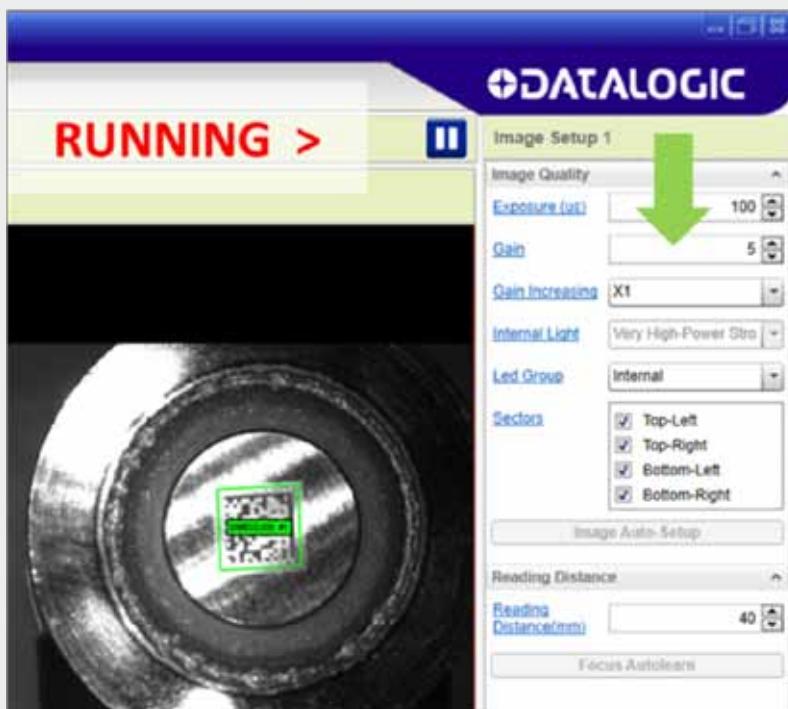 DATALOGIC
RUNNING >
Image Setup 1
Image Quality
Exposure (us) 100
Gain 5
Gain Increasing X1
Internal Light Very High-Power Stro
Led Group Internal
Sectors
Top-Left
Top-Right
Bottom-Left
Bottom-Right
Image Auto-Setup
Reading Distance
Reading
Distance(mm) 40
Focus Autolearn